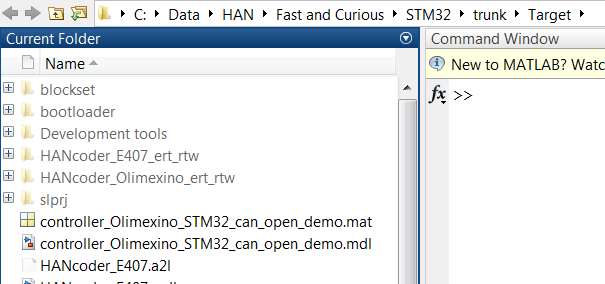 C: ▸ Data ▸ HAN ▸ Fast and Curious ▸ STM32 ▸ trunk ▸ Target ▸
Current Folder
Name
blockset
bootloader
Development tools
HANcoder_E407_ert_rtw
HANcoder_Olimexino_ert_rtw
slprj
controller_Olimexino_STM32_can_open_demo.mat
controller_Olimexino_STM32_can_open_demo.mdl
HANcoder_E407.a2l
Command Window
New to MATLAB? Watc
fx >>